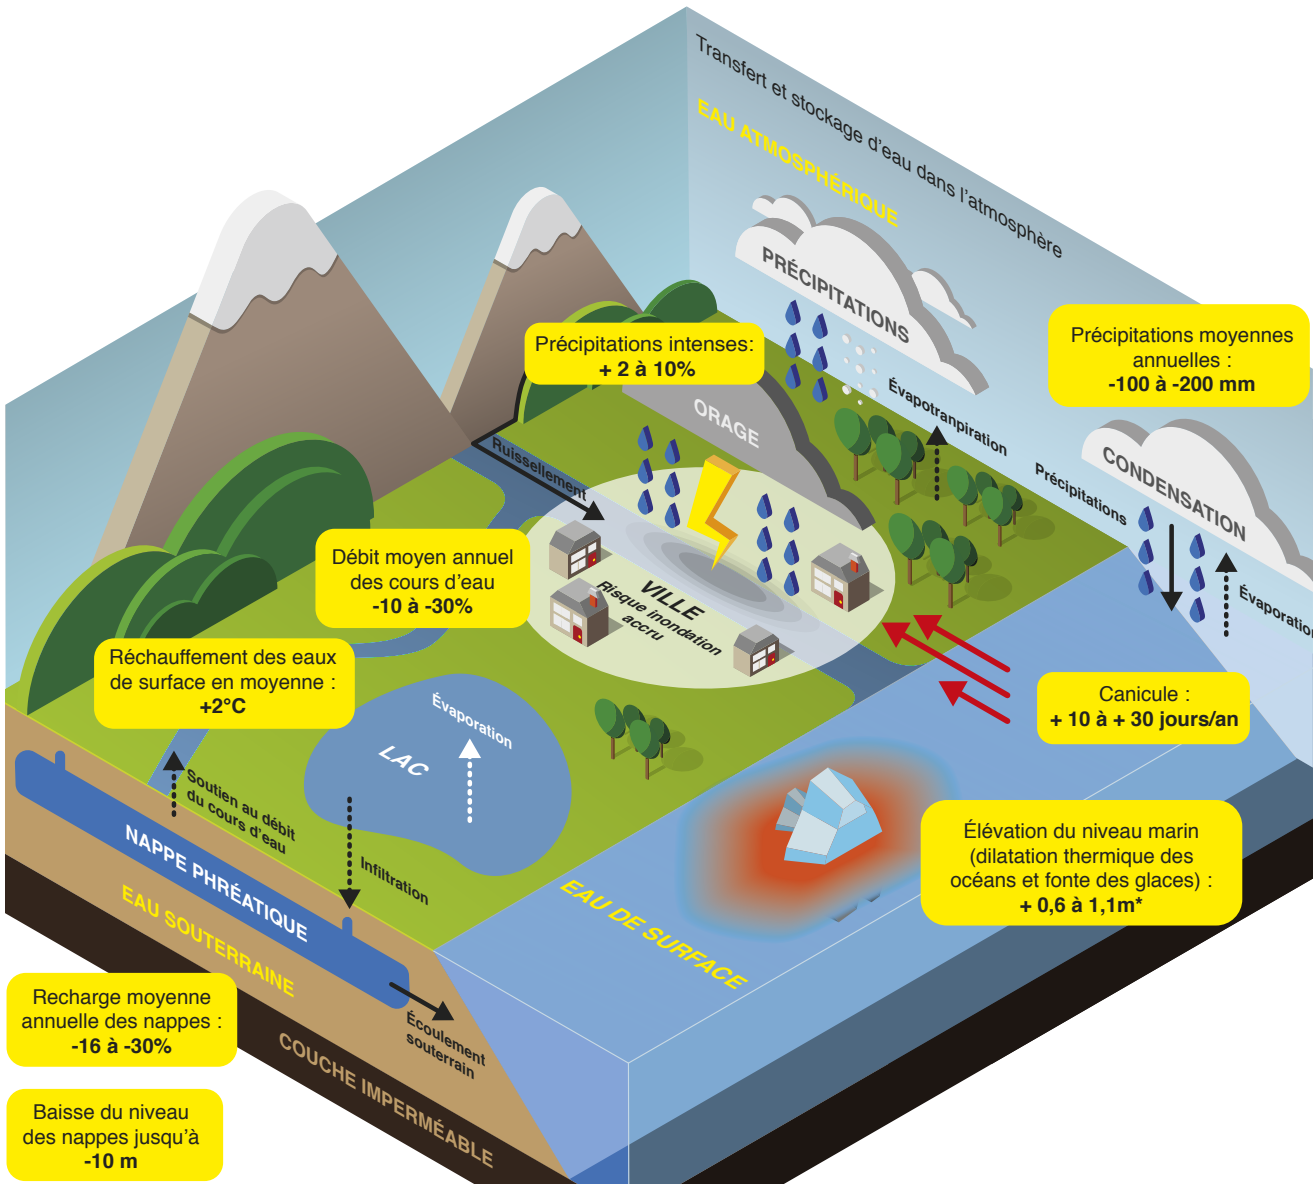 Transfert et stockage d'eau dans l'atmosphère
EAU ATMOSPHÉRIQUE
PRÉCIPITATIONS
Précipitations intenses:
+ 2 à 10%
Précipitations moyennes
annuelles :
-100 à -200 mm
ORAGE
Évapotranpiration
Ruissellement
Précipitations
CONDENSATION
Évaporation
Débit moyen annuel
des cours d'eau
-10 à -30%
VILLE
Risque inondation
accru
Réchauffement des eaux
de surface en moyenne :
+2°C
Canicule :
+ 10 à + 30 jours/an
Évaporation
LAC
Soutien au débit
du cours d'eau
Infiltration
Élévation du niveau marin
(dilatation thermique des
océans et fonte des glaces) :
+ 0,6 à 1,1m*
NAPPE PHRÉATIQUE
EAU SOUTERRAINE
EAU DE SURFACE
Recharge moyenne
annuelle des nappes :
-16 à -30%
Écoulement
souterrain
COUCHE IMPERMÉABLE
Baisse du niveau
des nappes jusqu'à
-10 m